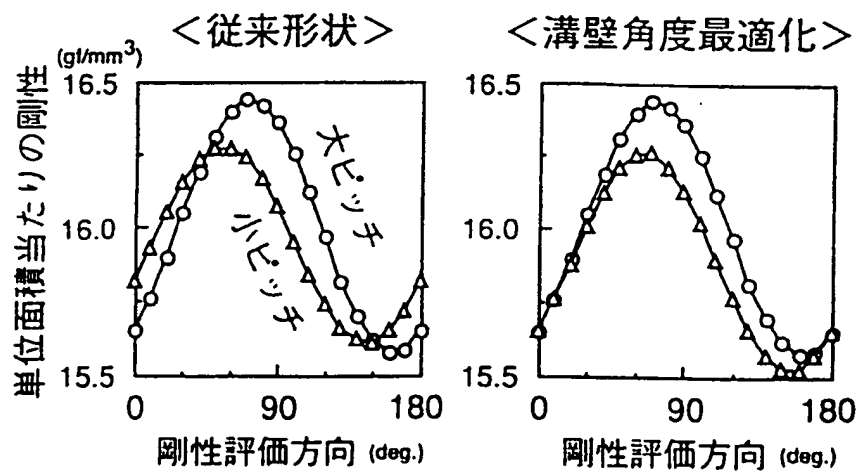 <従来形状>
<溝壁角度最適化>
(gf/mm³)
単位面積当たりの剛性
16.5
16.0
15.5
大ピッチ
小ピッチ
0
90
180
剛性評価方向 (deg.)
16.5
16.0
15.5
0
90
180
剛性評価方向 (deg.)